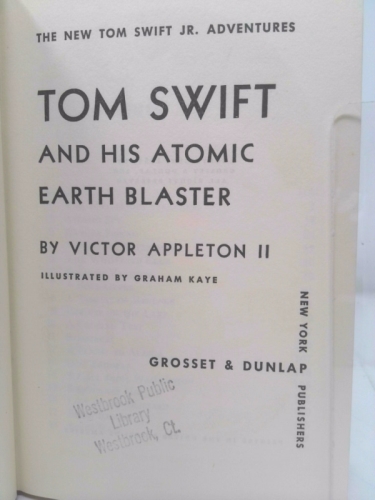 THE NEW TOM SWIFT JR. ADVENTURES
TOM SWIFT
AND HIS ATOMIC
EARTH BLASTER
BY VICTOR APPLETON II
ILLUSTRATED BY GRAHAM KAYE
GROSSET & DUNLAP
NEW YORK
PUBLISHERS
Westbrook Public
Library
Westbrook, Ct.